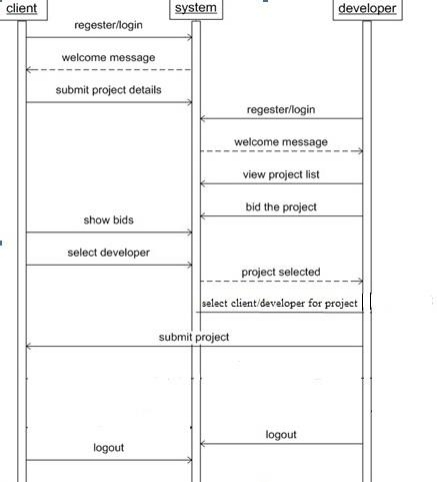 client
system
developer
regester/login
welcome message
submit project details
regester/login
welcome message
view project list
bid the project
show bids
select developer
project selected
select client/developer for project
submit project
logout
logout